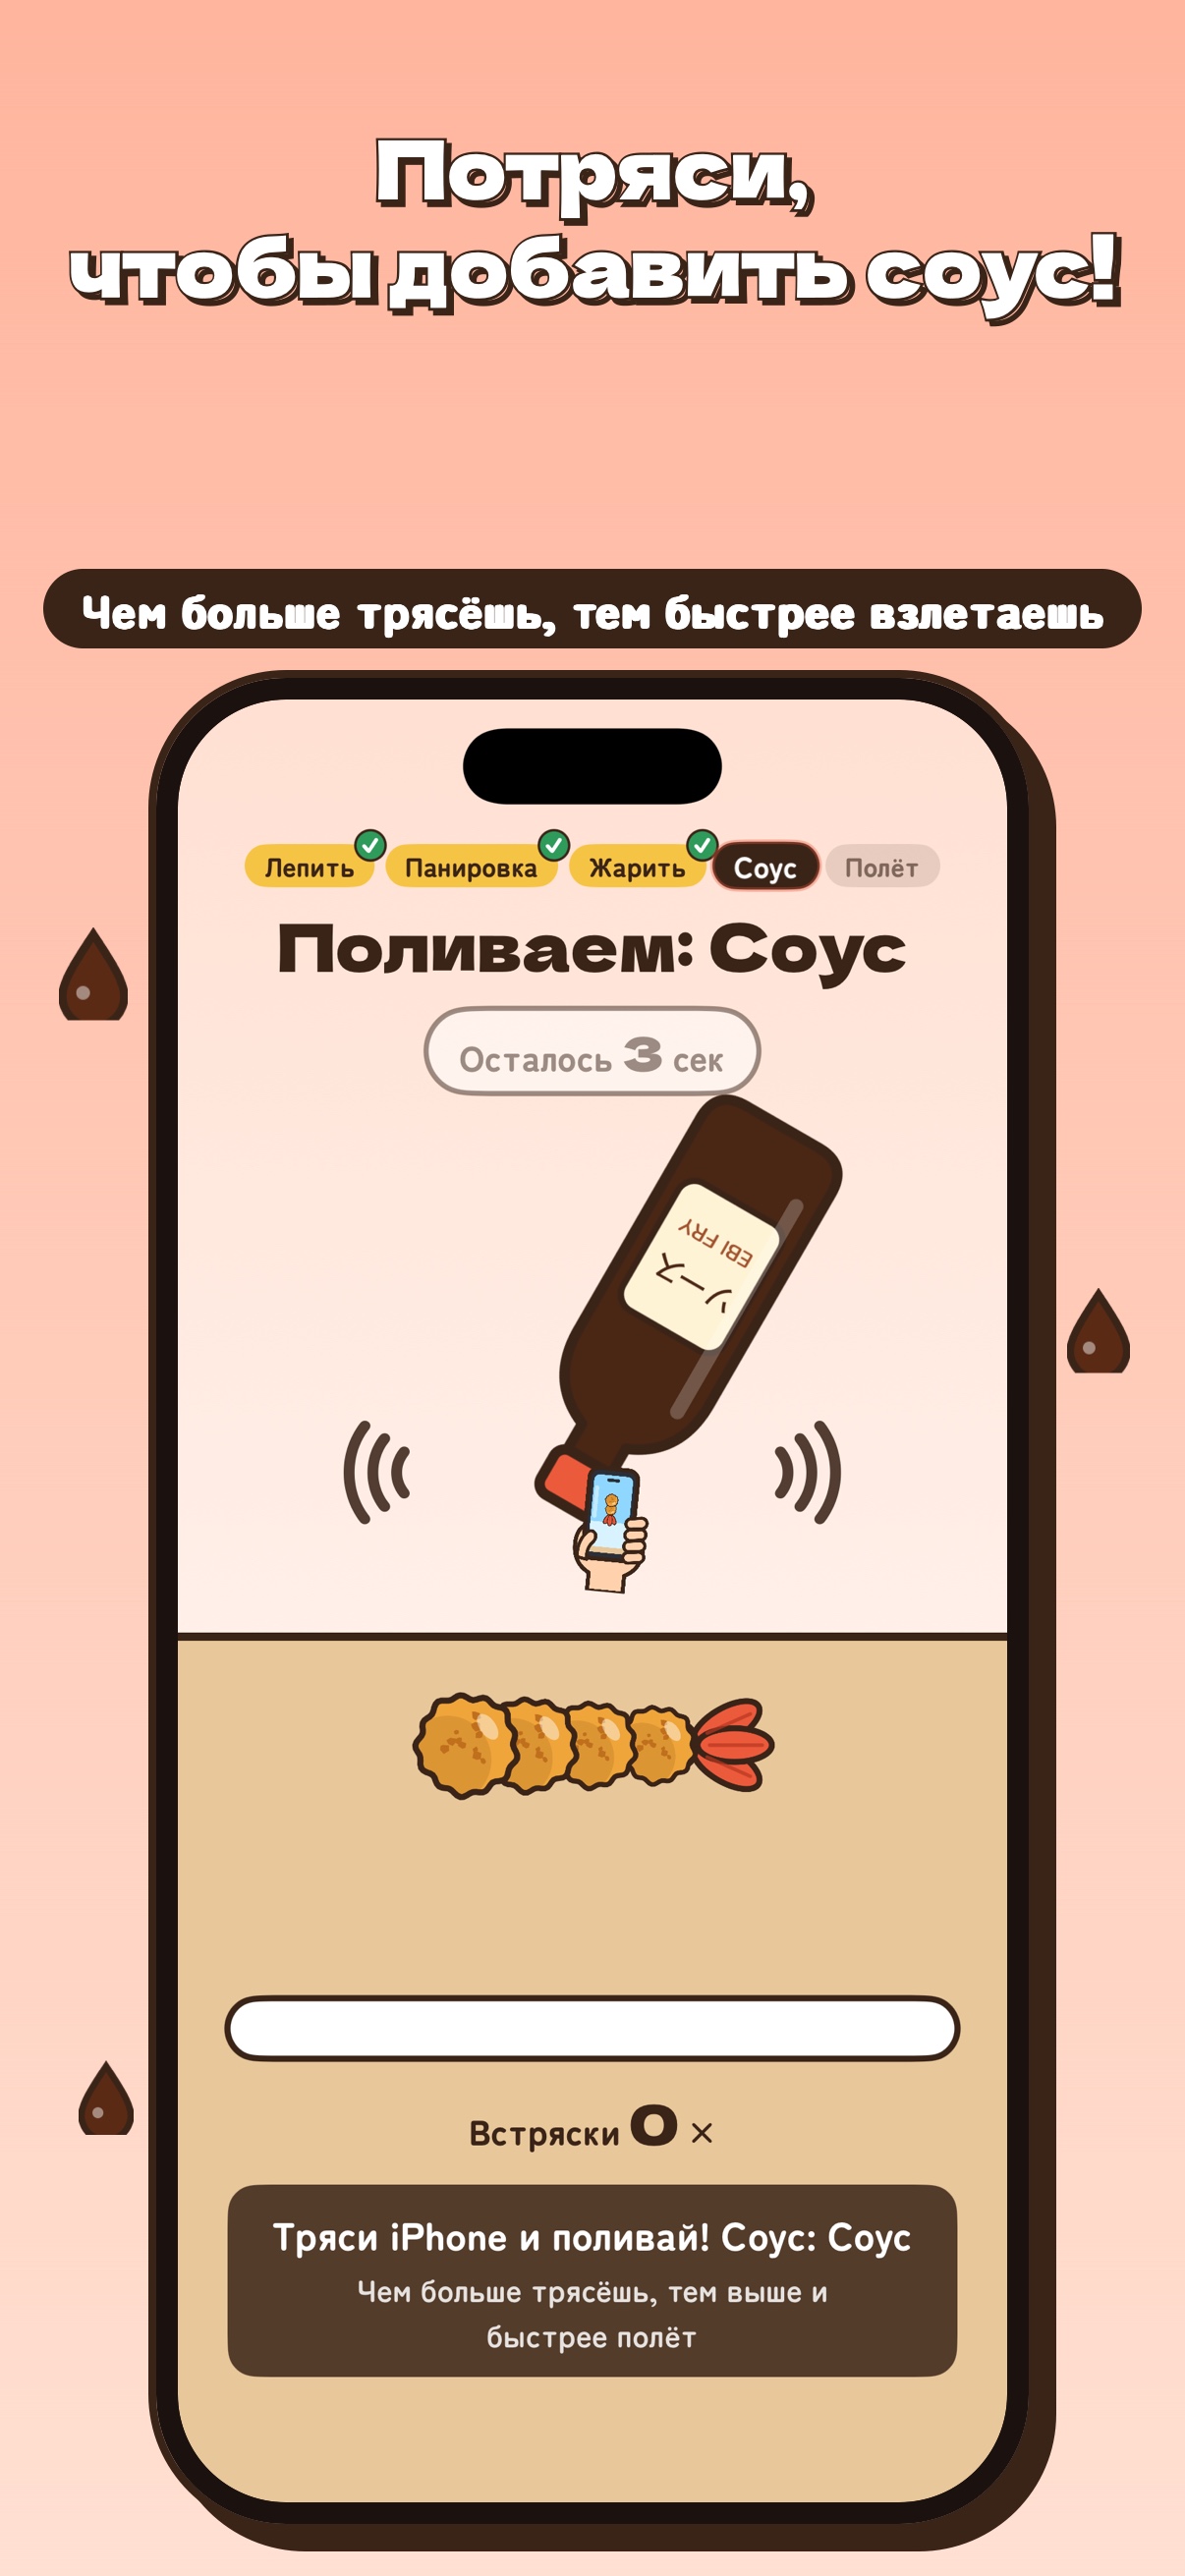 Потряси,
чтобы добавить соус!
Чем больше трясёшь, тем быстрее взлетаешь
Лепить Панировка Жарить Соус Полёт
Поливаем: Соус
Осталось 3 сек
EBI FRY
ソース
Встряски 0 ×
Тряси iPhone и поливай! Соус: Соус
Чем больше трясёшь, тем выше и
быстрее полёт